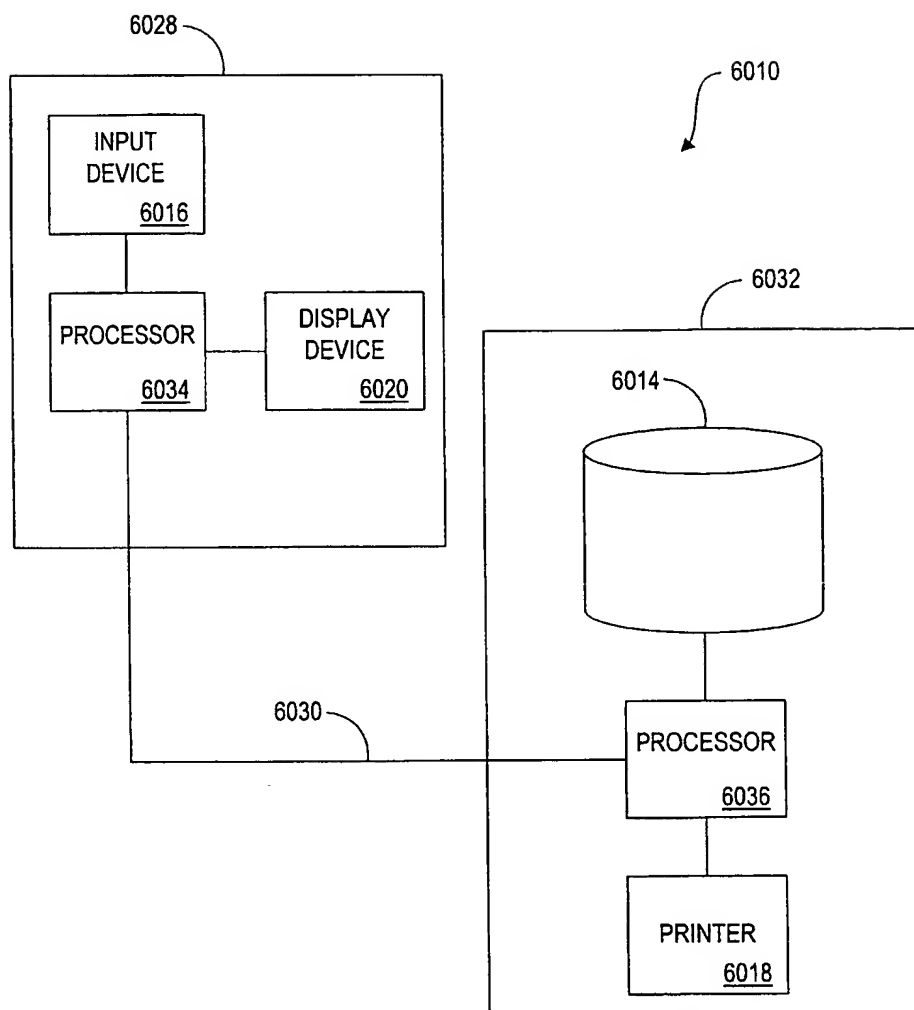 6028
6010
INPUT
DEVICE
6016
6032
PROCESSOR
6034
DISPLAY
DEVICE
6020
6014
6030
PROCESSOR
6036
PRINTER
6018